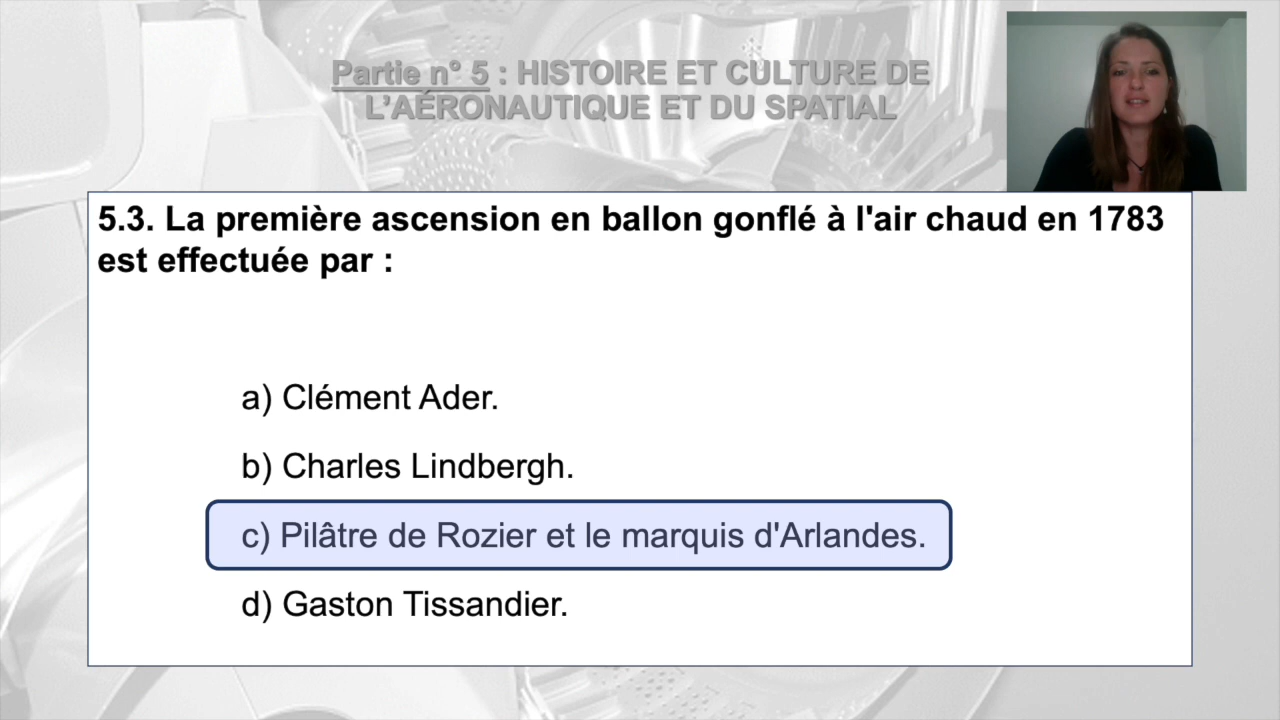 Partie n° 5 : HISTOIRE ET CULTURE DE
L’AÉRONAUTIQUE ET DU SPATIAL
5.3. La première ascension en ballon gonflé à l'air chaud en 1783
est effectuée par :
a) Clément Ader.
b) Charles Lindbergh.
c) Pilâtre de Rozier et le marquis d'Arlandes.
d) Gaston Tissandier.